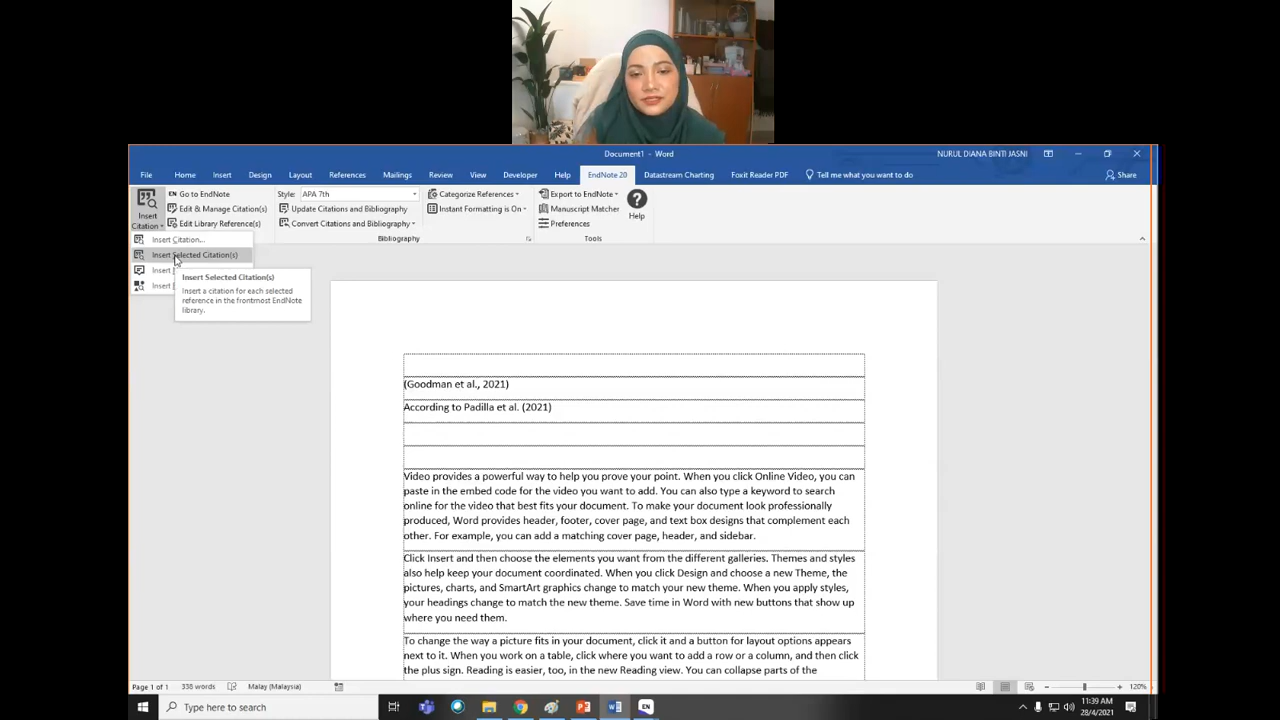 Document1 - Word
NURUL DIANA BINTI JASNI
File Home Insert Design Layout References Mailings Review View Developer Help EndNote 20 Datastream Charting Foxit Reader PDF Tell me what you want to do Share
Insert Citation
Go to EndNote
Edit & Manage Citation(s)
Edit Library Reference(s)
Style: APA 7th
Update Citations and Bibliography
Convert Citations and Bibliography
Categorize References
Instant Formatting is On
Bibliography
Export to EndNote
Manuscript Matcher
Preferences
Help
Tools
Insert Citation...
Insert Selected Citation(s)
Insert
Insert
Insert Selected Citation(s)
Insert a citation for each selected
reference in the frontmost EndNote
library.
(Goodman et al., 2021)
According to Padilla et al. (2021)
Video provides a powerful way to help you prove your point. When you click Online Video, you can
paste in the embed code for the video you want to add. You can also type a keyword to search
online for the video that best fits your document. To make your document look professionally
produced, Word provides header, footer, cover page, and text box designs that complement each
other. For example, you can add a matching cover page, header, and sidebar.
Click Insert and then choose the elements you want from the different galleries. Themes and styles
also help keep your document coordinated. When you click Design and choose a new Theme, the
pictures, charts, and SmartArt graphics change to match your new theme. When you apply styles,
your headings change to match the new theme. Save time in Word with new buttons that show up
where you need them.
To change the way a picture fits in your document, click it and a button for layout options appears
next to it. When you work on a table, click where you want to add a row or a column, and then click
the plus sign. Reading is easier, too, in the new Reading view. You can collapse parts of the
Page 1 of 1 338 words Malay (Malaysia) 120%
Type here to search
EN
11:39 AM
28/4/2021